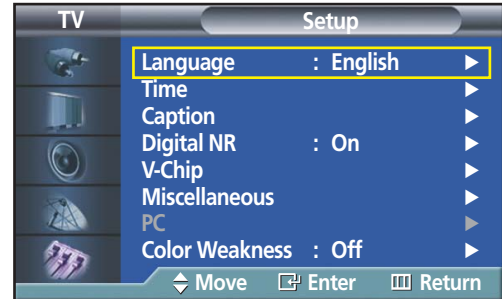 TV Setup
Language : English
Time
Caption
Digital NR : On
V-Chip
Miscellaneous
PC
Color Weakness : Off
Move Enter Return